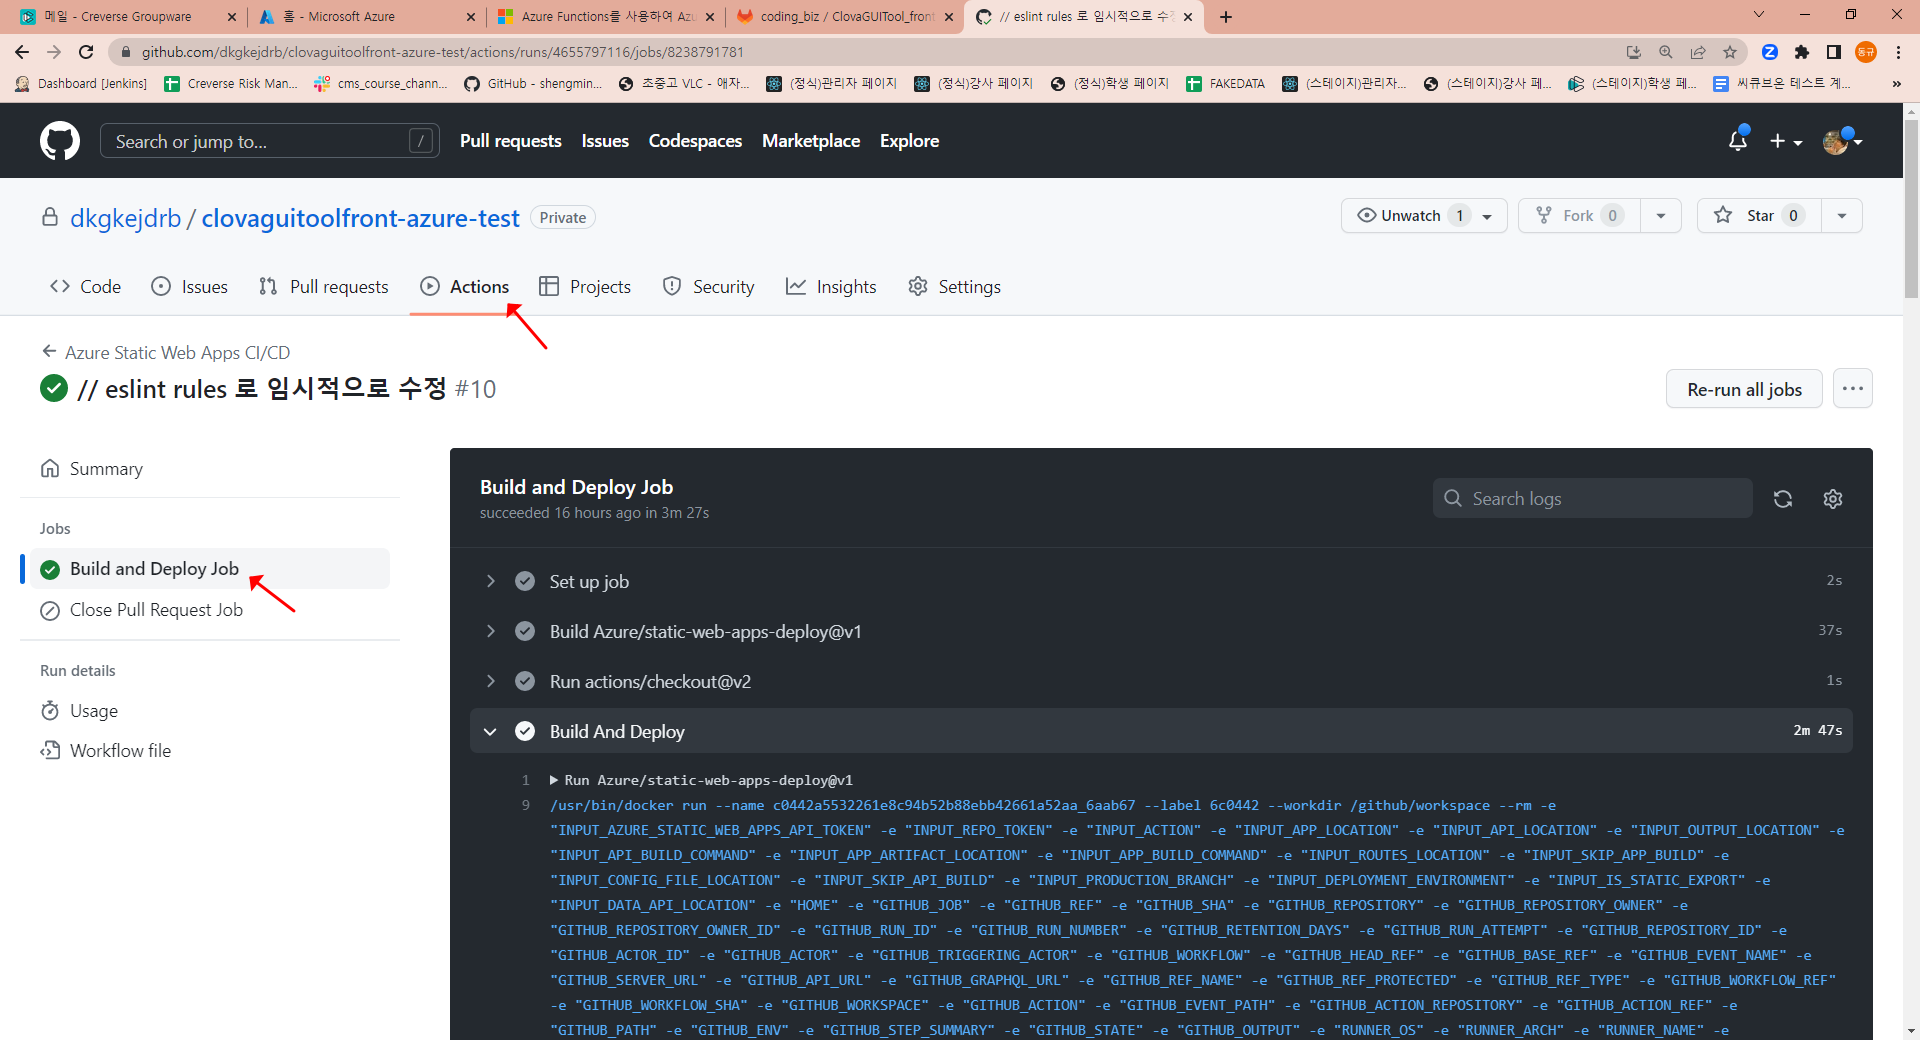 메일 - Creverse Groupware
홈 - Microsoft Azure
Azure Functions를 사용하여 Azu
coding_biz / ClovaGUITool_front
// eslint rules 로 임시적으로 수정
github.com/dkgkejdrb/clovaguitoolfront-azure-test/actions/runs/4655797116/jobs/8238791781
동규
Dashboard [Jenkins]
Creverse Risk Man...
cms_course_chann...
GitHub - shengmin...
초중고 VLC - 애자...
(정식)관리자 페이지
(정식)강사 페이지
(정식)학생 페이지
FAKEDATA
(스테이지)관리자...
(스테이지)강사 페...
(스테이지)학생 페...
씨큐브온 테스트 계...
»
Search or jump to...
/
Pull requests
Issues
Codespaces
Marketplace
Explore
dkgkejdrb / clovaguitoolfront-azure-test
Private
Unwatch 1
Fork 0
Star 0
Code
Issues
Pull requests
Actions
Projects
Security
Insights
Settings
Azure Static Web Apps CI/CD
// eslint rules 로 임시적으로 수정 #10
Re-run all jobs
Summary
Jobs
Build and Deploy Job
Close Pull Request Job
Run details
Usage
Workflow file
Build and Deploy Job
succeeded 16 hours ago in 3m 27s
Search logs
Set up job 2s
Build Azure/static-web-apps-deploy@v1 37s
Run actions/checkout@v2 1s
Build And Deploy 2m 47s
1 Run Azure/static-web-apps-deploy@v1
9 /usr/bin/docker run --name c0442a5532261e8c94b52b88ebb42661a52aa_6aab67 --label 6c0442 --workdir /github/workspace --rm -e
"INPUT_AZURE_STATIC_WEB_APPS_API_TOKEN" -e "INPUT_REPO_TOKEN" -e "INPUT_ACTION" -e "INPUT_APP_LOCATION" -e "INPUT_API_LOCATION" -e "INPUT_OUTPUT_LOCATION" -e
"INPUT_API_BUILD_COMMAND" -e "INPUT_APP_ARTIFACT_LOCATION" -e "INPUT_APP_BUILD_COMMAND" -e "INPUT_ROUTES_LOCATION" -e "INPUT_SKIP_APP_BUILD" -e
"INPUT_CONFIG_FILE_LOCATION" -e "INPUT_SKIP_API_BUILD" -e "INPUT_PRODUCTION_BRANCH" -e "INPUT_DEPLOYMENT_ENVIRONMENT" -e "INPUT_IS_STATIC_EXPORT" -e
"INPUT_DATA_API_LOCATION" -e "HOME" -e "GITHUB_JOB" -e "GITHUB_REF" -e "GITHUB_SHA" -e "GITHUB_REPOSITORY" -e "GITHUB_REPOSITORY_OWNER" -e
"GITHUB_REPOSITORY_OWNER_ID" -e "GITHUB_RUN_ID" -e "GITHUB_RUN_NUMBER" -e "GITHUB_RETENTION_DAYS" -e "GITHUB_RUN_ATTEMPT" -e "GITHUB_REPOSITORY_ID" -e
"GITHUB_ACTOR_ID" -e "GITHUB_ACTOR" -e "GITHUB_TRIGGERING_ACTOR" -e "GITHUB_WORKFLOW" -e "GITHUB_HEAD_REF" -e "GITHUB_BASE_REF" -e "GITHUB_EVENT_NAME" -e
"GITHUB_SERVER_URL" -e "GITHUB_API_URL" -e "GITHUB_GRAPHQL_URL" -e "GITHUB_REF_NAME" -e "GITHUB_REF_PROTECTED" -e "GITHUB_REF_TYPE" -e "GITHUB_WORKFLOW_REF"
-e "GITHUB_WORKFLOW_SHA" -e "GITHUB_WORKSPACE" -e "GITHUB_ACTION" -e "GITHUB_EVENT_PATH" -e "GITHUB_ACTION_REPOSITORY" -e "GITHUB_ACTION_REF" -e
"GITHUB_PATH" -e "GITHUB_ENV" -e "GITHUB_STEP_SUMMARY" -e "GITHUB_STATE" -e "GITHUB_OUTPUT" -e "RUNNER_OS" -e "RUNNER_ARCH" -e "RUNNER_NAME" -e